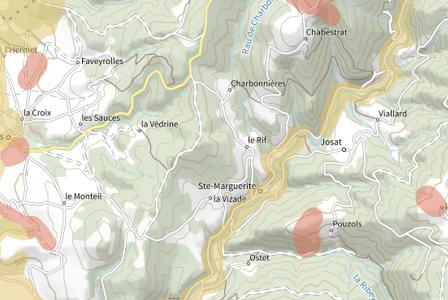 Chabestrat
Rau de Charbo
l'Hermet
Faveyrolles
Charbonnières
la Croix
les Sauces
la Védrine
Viallard
le Rif
Josat
Ste-Marguerite
le Monteil
la Vizade
Pouzols
Ostet
la Ribe